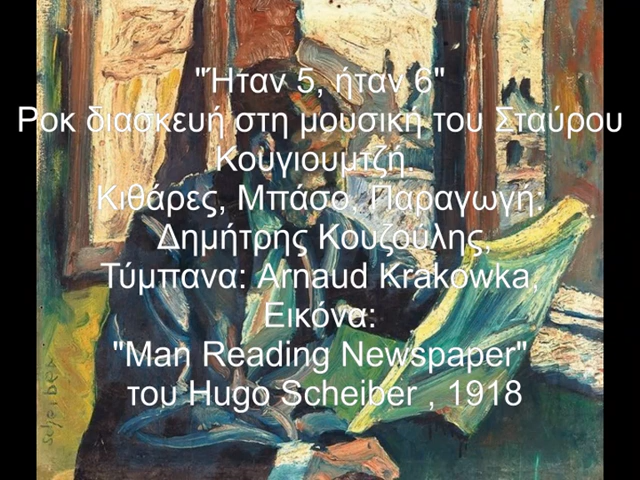 "Ήταν 5, ήταν 6"
Ροκ διασκευή στη μουσική του Σταύρου
Κουγιουμτζή.
Κιθάρες, Μπάσο, Παραγωγή.
Δημήτρης Κουζούλης,
Τύμπανα: Arnaud Krakowka,
Εικόνα:
"Man Reading Newspaper"
του Hugo Scheiber , 1918
scheiber